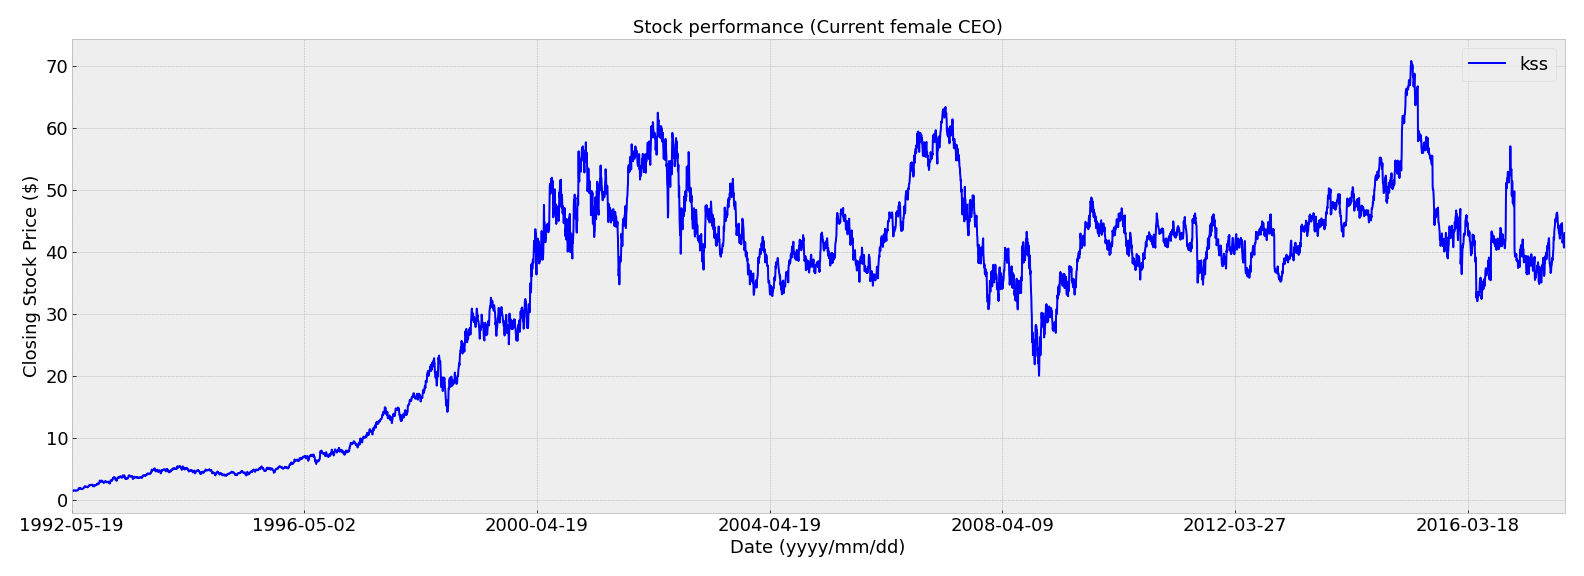 Stock performance (Current female CEO)
kss
Closing Stock Price ($)
70
60
50
40
30
20
10
0
1992-05-19 1996-05-02 2000-04-19 2004-04-19 2008-04-09 2012-03-27 2016-03-18
Date (yyyy/mm/dd)